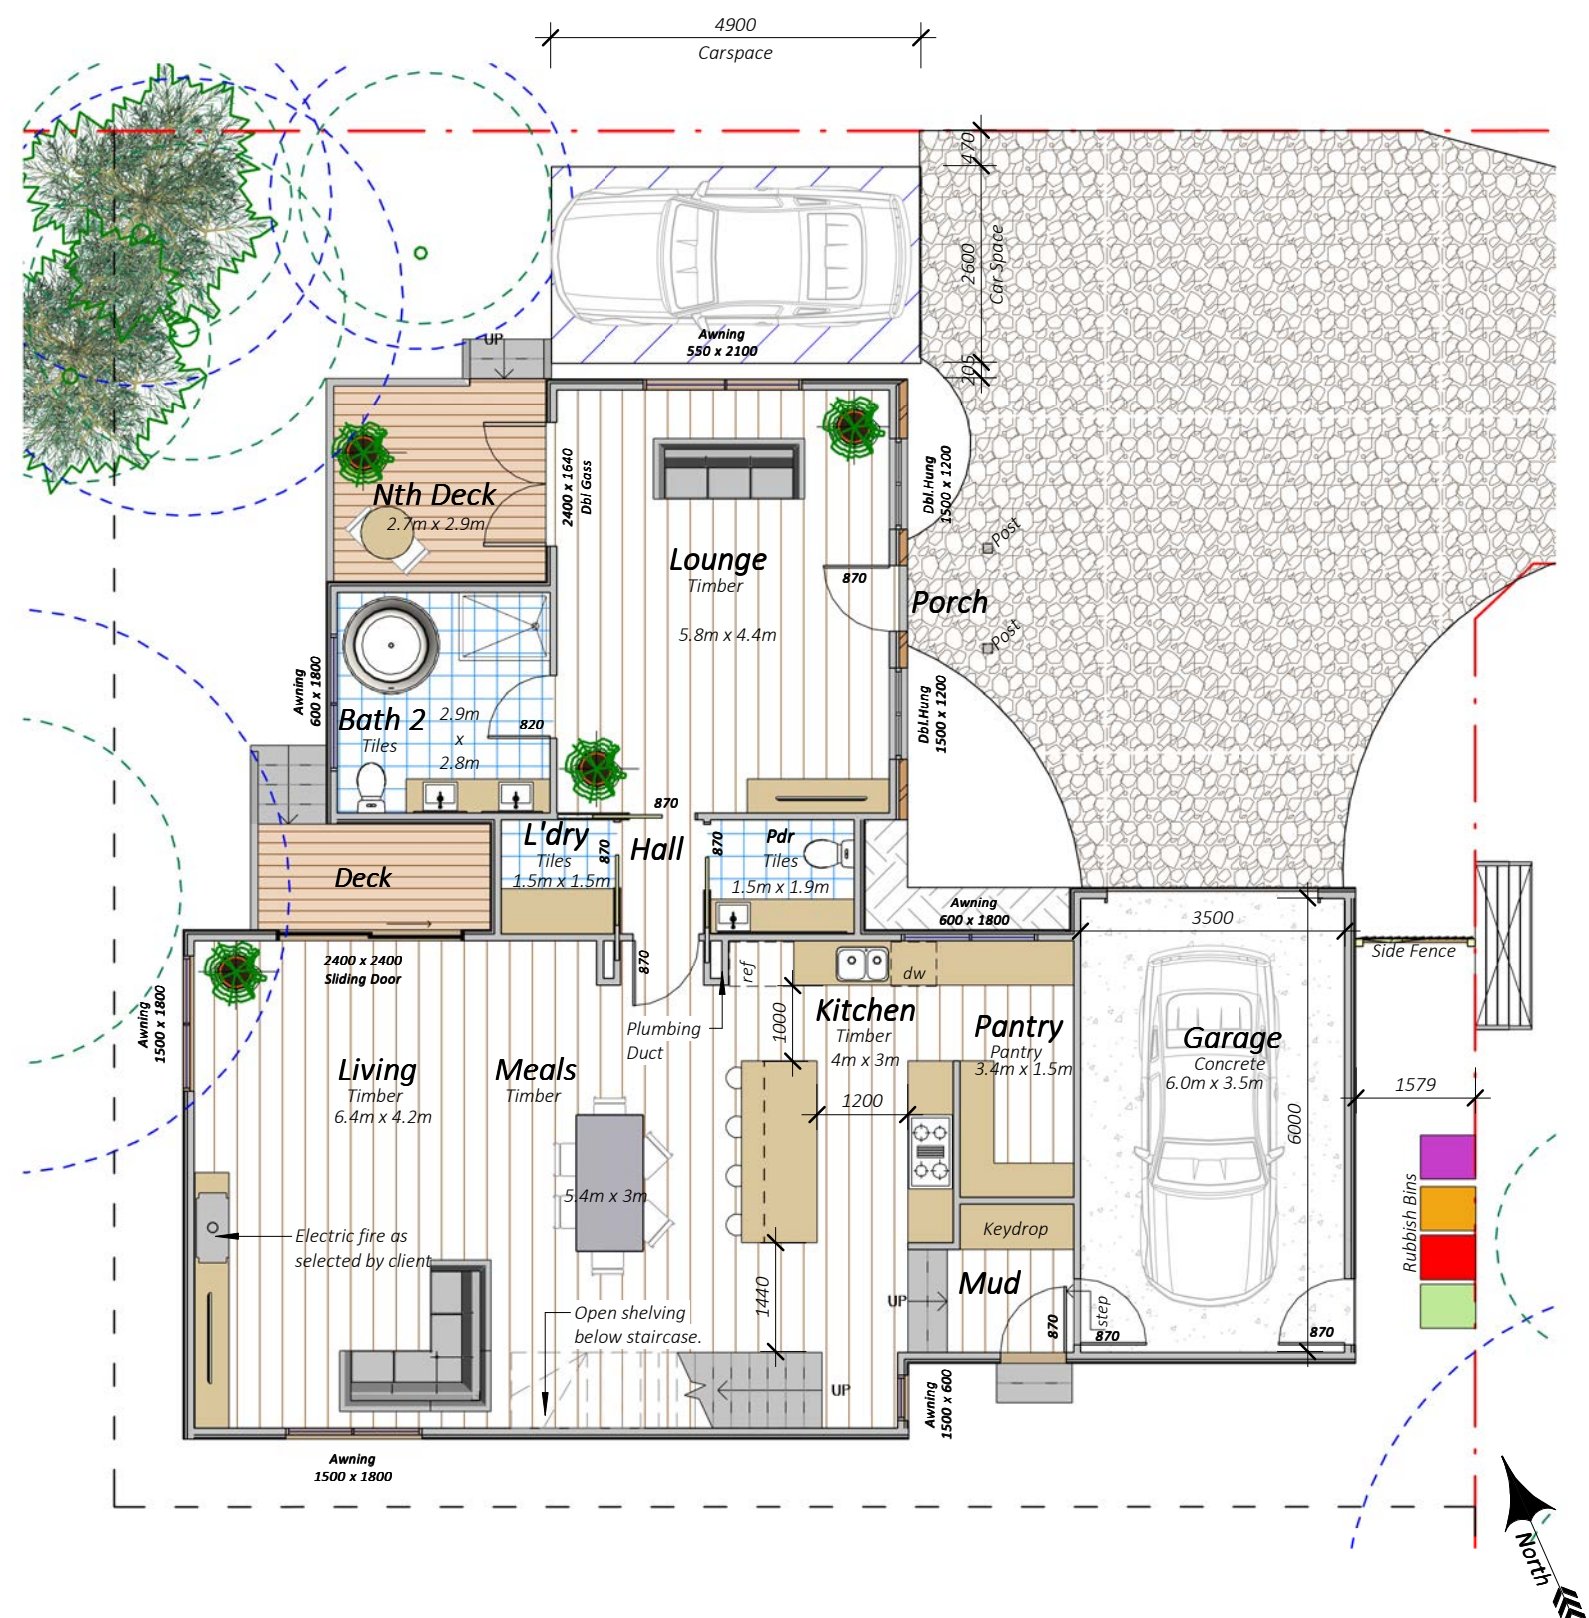 4900
Carspace
470
2600
Car Space
205
UP
Awning
550 x 2100
Nth Deck
2.7m x 2.9m
2400 x 1640
Dbl Gass
Dbl.Hung
1500 x 1200
Post
Lounge
Timber
5.8m x 4.4m
870
Porch
Post
Awning
600 x 1800
Bath 2
Tiles
2.9m
x
2.8m
820
Dbl.Hung
1500 x 1200
870
L'dry
Tiles
1.5m x 1.5m
870
Hall
870
Pdr
Tiles
1.5m x 1.9m
Deck
Awning
600 x 1800
3500
Side Fence
2400 x 2400
Sliding Door
870
ref
dw
Awning
1500 x 1800
Plumbing
Duct
1000
Kitchen
Timber
4m x 3m
Pantry
Pantry
3.4m x 1.5m
Garage
Concrete
6.0m x 3.5m
Living
Timber
6.4m x 4.2m
Meals
Timber
1200
6000
1579
5.4m x 3m
Rubbish Bins
Electric fire as
selected by client
Keydrop
Mud
UP
1440
Open shelving
below staircase.
870
step
870
870
UP
Awning
1500 x 600
Awning
1500 x 1800
North